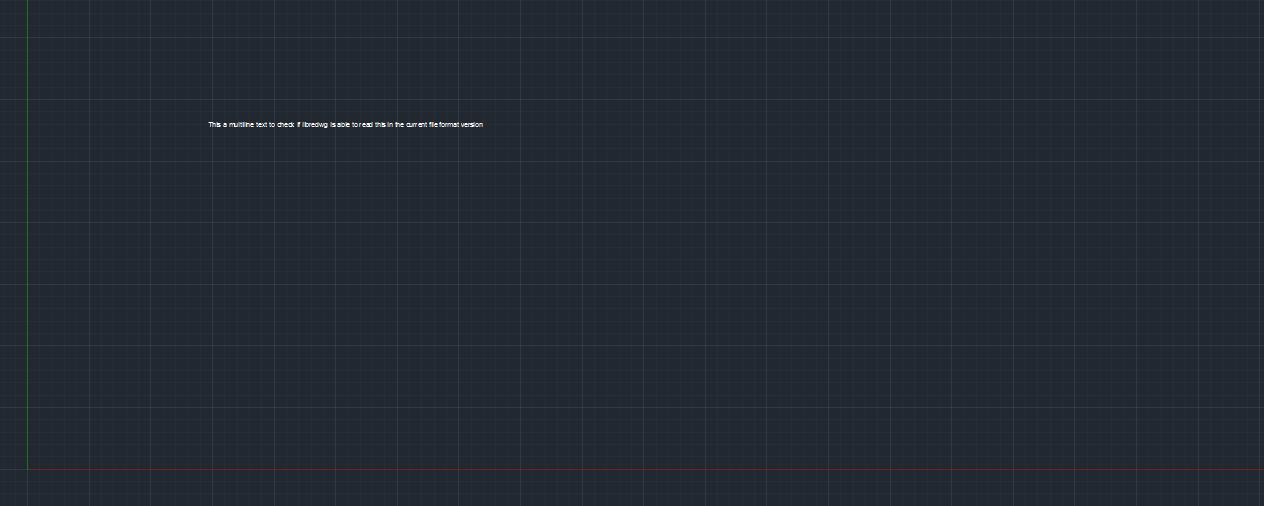 This a multiline text to check if libredwg is able to read this in the current file format version